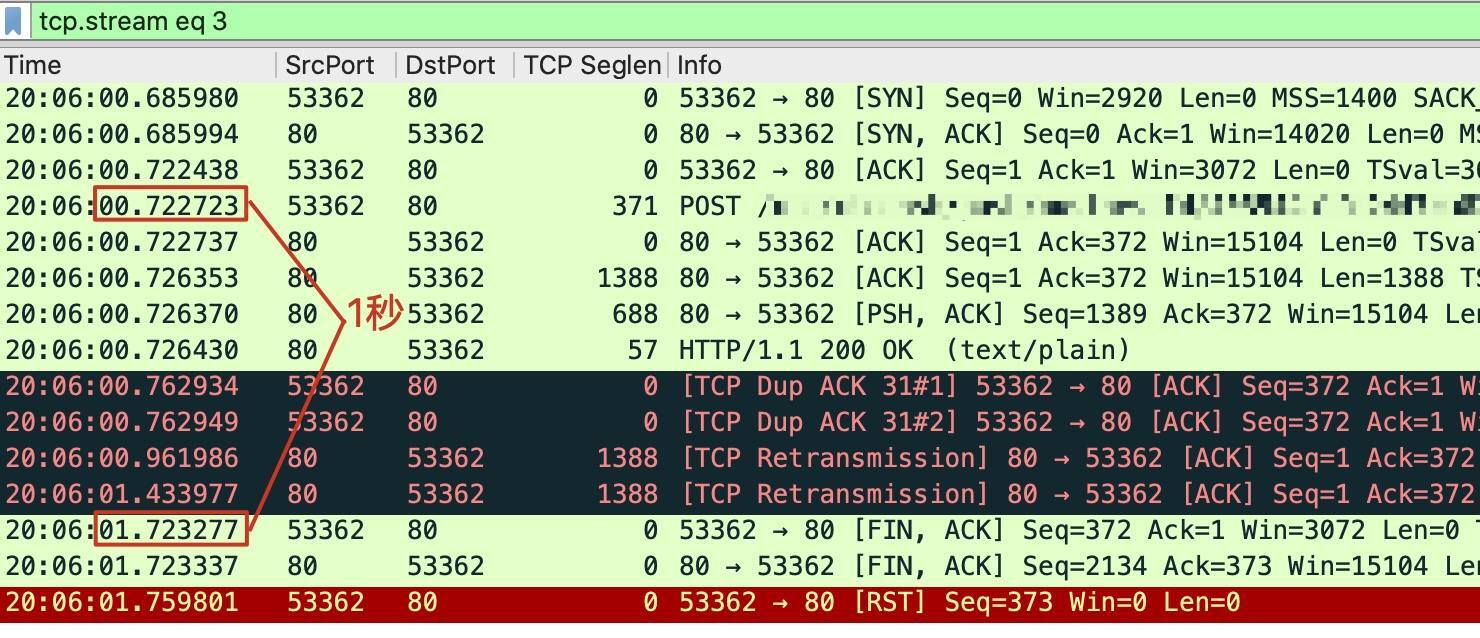 tcp.stream eq 3
Time SrcPort DstPort TCP Seglen Info
20:06:00.685980 53362 80 0 53362 → 80 [SYN] Seq=0 Win=2920 Len=0 MSS=1400 SACK_
20:06:00.685994 80 53362 0 80 → 53362 [SYN, ACK] Seq=0 Ack=1 Win=14020 Len=0 MS
20:06:00.722438 53362 80 0 53362 → 80 [ACK] Seq=1 Ack=1 Win=3072 Len=0 TSval=30
20:06:00.722723 53362 80 371 POST /
20:06:00.722737 80 53362 0 80 → 53362 [ACK] Seq=1 Ack=372 Win=15104 Len=0 TSva
20:06:00.726353 80 53362 1388 80 → 53362 [ACK] Seq=1 Ack=372 Win=15104 Len=1388 TS
1秒
20:06:00.726370 80 53362 688 80 → 53362 [PSH, ACK] Seq=1389 Ack=372 Win=15104 Len
20:06:00.726430 80 53362 57 HTTP/1.1 200 OK (text/plain)
20:06:00.762934 53362 80 0 [TCP Dup ACK 31#1] 53362 → 80 [ACK] Seq=372 Ack=1 Wi
20:06:00.762949 53362 80 0 [TCP Dup ACK 31#2] 53362 → 80 [ACK] Seq=372 Ack=1 Wi
20:06:00.961986 80 53362 1388 [TCP Retransmission] 80 → 53362 [ACK] Seq=1 Ack=372
20:06:01.433977 80 53362 1388 [TCP Retransmission] 80 → 53362 [ACK] Seq=1 Ack=372
20:06:01.723277 53362 80 0 53362 → 80 [FIN, ACK] Seq=372 Ack=1 Win=3072 Len=0
20:06:01.723337 80 53362 0 80 → 53362 [FIN, ACK] Seq=2134 Ack=373 Win=15104 Len
20:06:01.759801 53362 80 0 53362 → 80 [RST] Seq=373 Win=0 Len=0